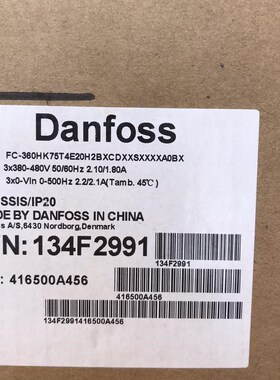 Danfoss
FC-360HK75T4E20H2BXCDXXSXXXXA0BX
3x380-480V 50/60Hz 2.10/1.80A
3x0-Vin 0-500Hz 2.2/2.1A(Tamb. 45℃)
SSIS/IP20
DE BY DANFOSS IN CHINA
s A/S,6430 Nordborg,Denmark
N: 134F2991
134F2991
: 416500A456
416500A456
134F2991416500A456